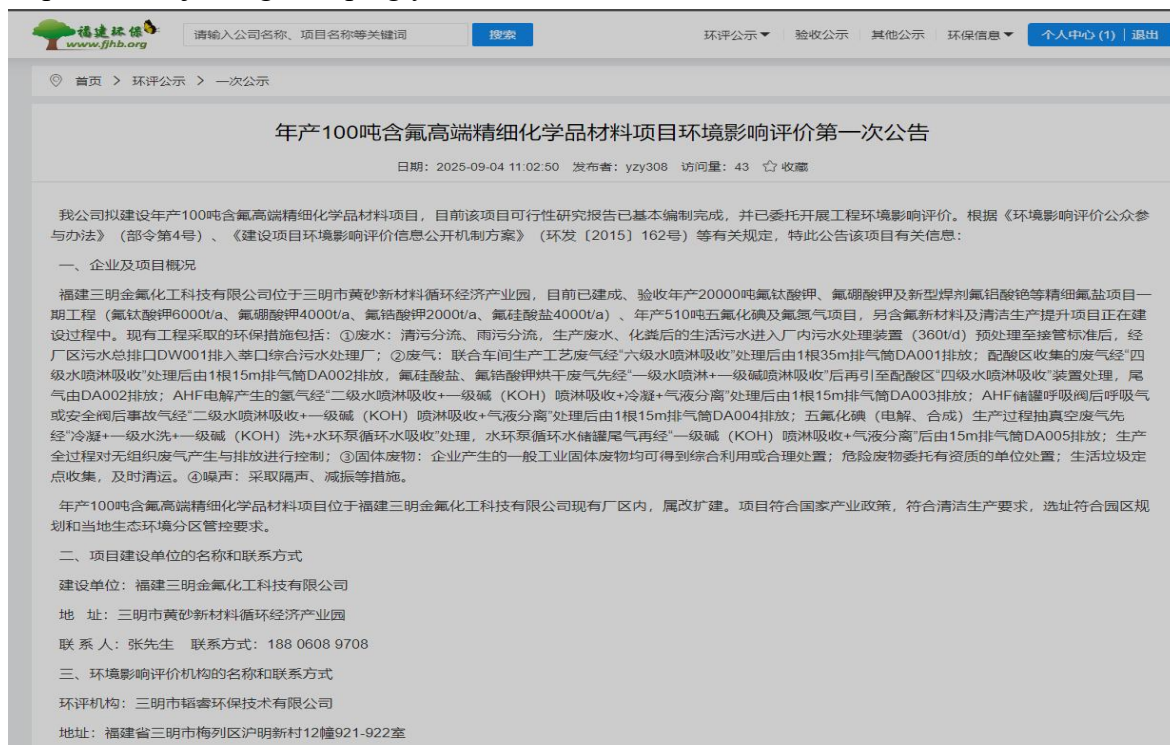 福建环保
www.fjhb.org
请输入公司名称、项目名称等关键词
搜索
环评公示
验收公示
其他公示
环保信息
个人中心 (1) | 退出
首页 > 环评公示 > 一次公示
年产100吨含氟高端精细化学品材料项目环境影响评价第一次公告
日期：2025-09-04 11:02:50 发布者：yzy308 访问量：43 收藏
我公司拟建设年产100吨含氟高端精细化学品材料项目，目前该项目可行性研究报告已基本编制完成，并已委托开展工程环境影响评价。根据《环境影响评价公众参
与办法》（部令第4号）、《建设项目环境影响评价信息公开机制方案》（环发〔2015〕162号）等有关规定，特此公告该项目有关信息：
一、企业及项目概况
福建三明金氟化工科技有限公司位于三明市黄砂新材料循环经济产业园，目前已建成、验收年产20000吨氟钛酸钾、氟硼酸钾及新型焊剂氟铝酸铯等精细氟盐项目一
期工程（氟钛酸钾6000t/a、氟硼酸钾4000t/a、氟锆酸钾2000t/a、氟硅酸盐4000t/a）、年产510吨五氟化碘及氟氮气项目，另含氟新材料及清洁生产提升项目正在建
设过程中。现有工程采取的环保措施包括：①废水：清污分流、雨污分流，生产废水、化粪后的生活污水进入厂内污水处理装置（360t/d）预处理至接管标准后，经
厂区污水总排口DW001排入莘口综合污水处理厂；②废气：联合车间生产工艺废气经“六级水喷淋吸收”处理后由1根35m排气筒DA001排放；配酸区收集的废气经“四
级水喷淋吸收”处理后由1根15m排气筒DA002排放，氟硅酸盐、氟锆酸钾烘干废气先经“一级水喷淋+一级碱喷淋吸收”后再引至配酸区“四级水喷淋吸收”装置处理，尾
气由DA002排放；AHF电解产生的氢气经“二级水喷淋吸收+一级碱（KOH）喷淋吸收+冷凝+气液分离”处理后由1根15m排气筒DA003排放；AHF储罐呼吸阀后呼吸气
或安全阀后事故气经“二级水喷淋吸收+一级碱（KOH）喷淋吸收+气液分离”处理后由1根15m排气筒DA004排放；五氟化碘（电解、合成）生产过程抽真空废气先
经“冷凝+一级水洗+一级碱（KOH）洗+水环泵循环水吸收”处理，水环泵循环水储罐尾气再经“一级碱（KOH）喷淋吸收+气液分离”后由15m排气筒DA005排放；生产
全过程对无组织废气产生与排放进行控制；③固体废物：企业产生的一般工业固体废物均可得到综合利用或合理处置；危险废物委托有资质的单位处置；生活垃圾定
点收集，及时清运。④噪声：采取隔声、减振等措施。
年产100吨含氟高端精细化学品材料项目位于福建三明金氟化工科技有限公司现有厂区内，属改扩建。项目符合国家产业政策，符合清洁生产要求，选址符合园区规
划和当地生态环境分区管控要求。
二、项目建设单位的名称和联系方式
建设单位：福建三明金氟化工科技有限公司
地 址：三明市黄砂新材料循环经济产业园
联 系 人：张先生 联系方式：188 0608 9708
三、环境影响评价机构的名称和联系方式
环评机构：三明市韬睿环保技术有限公司
地址：福建省三明市梅列区沪明新村12幢921-922室